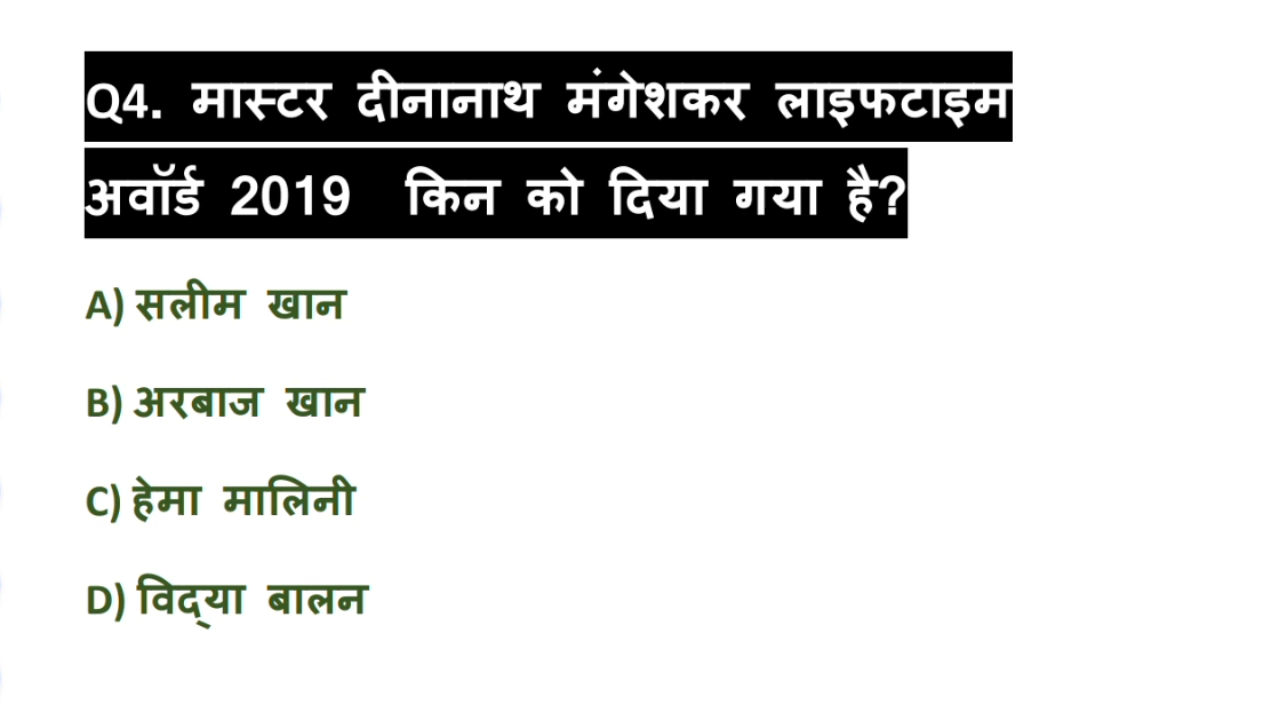 Q4. मास्टर दीनानाथ मंगेशकर लाइफटाइम
अवॉर्ड 2019 किन को दिया गया है?
A) सलीम खान
B) अरबाज खान
C) हेमा मालिनी
D) विद्‌या बालन